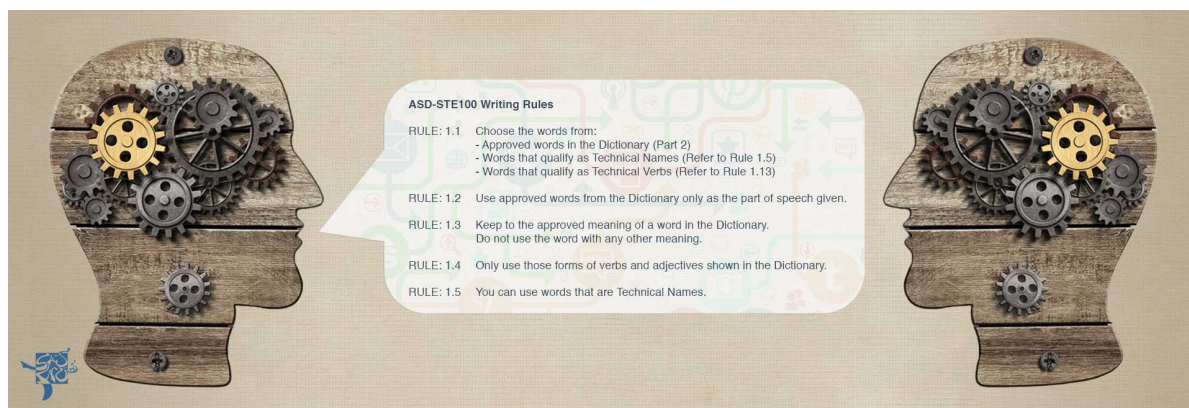 ASD-STE100 Writing Rules
RULE: 1.1 Choose the words from:
- Approved words in the Dictionary (Part 2)
- Words that qualify as Technical Names (Refer to Rule 1.5)
- Words that qualify as Technical Verbs (Refer to Rule 1.13)
RULE: 1.2 Use approved words from the Dictionary only as the part of speech given.
RULE: 1.3 Keep to the approved meaning of a word in the Dictionary.
Do not use the word with any other meaning.
RULE: 1.4 Only use those forms of verbs and adjectives shown in the Dictionary.
RULE: 1.5 You can use words that are Technical Names.